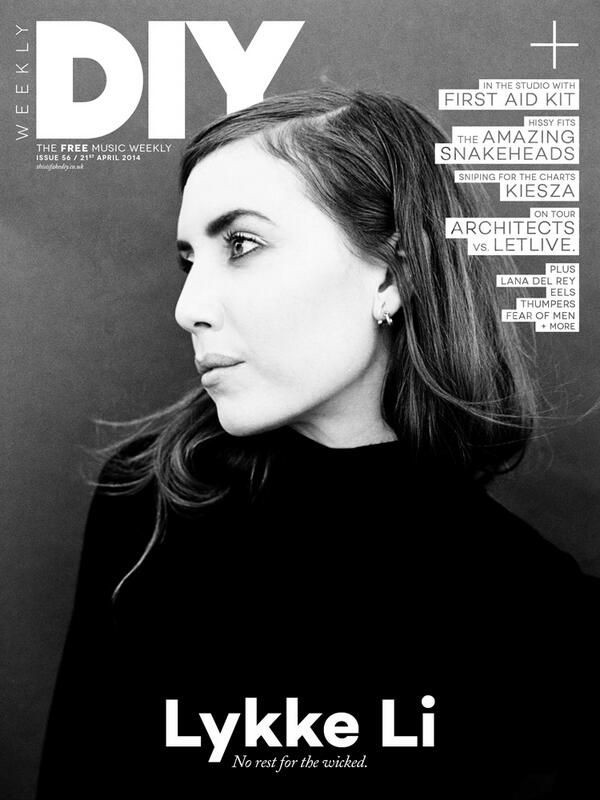 WEEKLY
DIY
THE FREE MUSIC WEEKLY
ISSUE 56 / 21ST APRIL 2014
thisisfakediy.co.uk
IN THE STUDIO WITH
FIRST AID KIT
HISSY FITS
THE AMAZING
SNAKEHEADS
SNIPING FOR THE CHARTS
KIESZA
ON TOUR
ARCHITECTS
VS. LETLIVE.
PLUS
LANA DEL REY
EELS
THUMPERS
FEAR OF MEN
+ MORE
Lykke Li
No rest for the wicked.